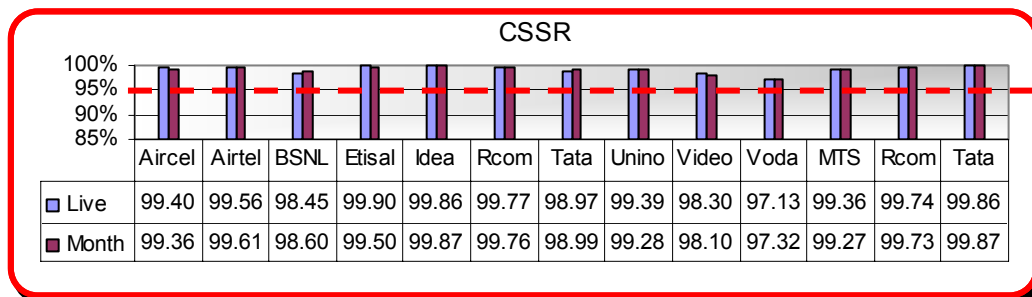 CSSR
100%
95%
90%
85%
Aircel Airtel BSNL Etisal Idea Rcom Tata Unino Video Voda MTS Rcom Tata
Live 99.40 99.56 98.45 99.90 99.86 99.77 98.97 99.39 98.30 97.13 99.36 99.74 99.86
Month 99.36 99.61 98.60 99.50 99.87 99.76 98.99 99.28 98.10 97.32 99.27 99.73 99.87